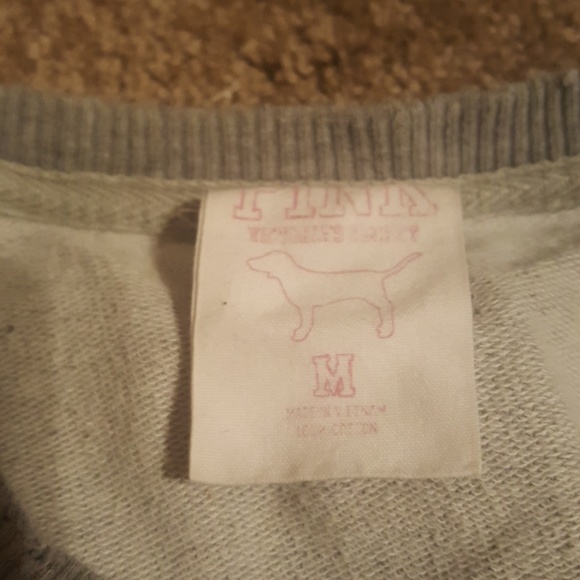 PINK
VICTORIA'S SECRET
M
MADE IN VIETNAM
100% COTTON